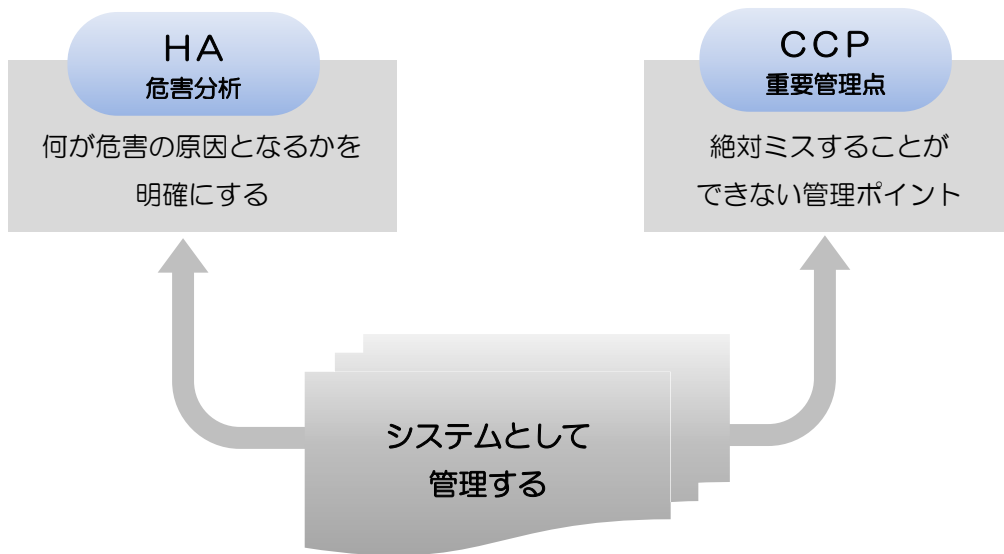 HA
危害分析
何が危害の原因となるかを
明確にする
CCP
重要管理点
絶対ミスすることが
できない管理ポイント
システムとして
管理する